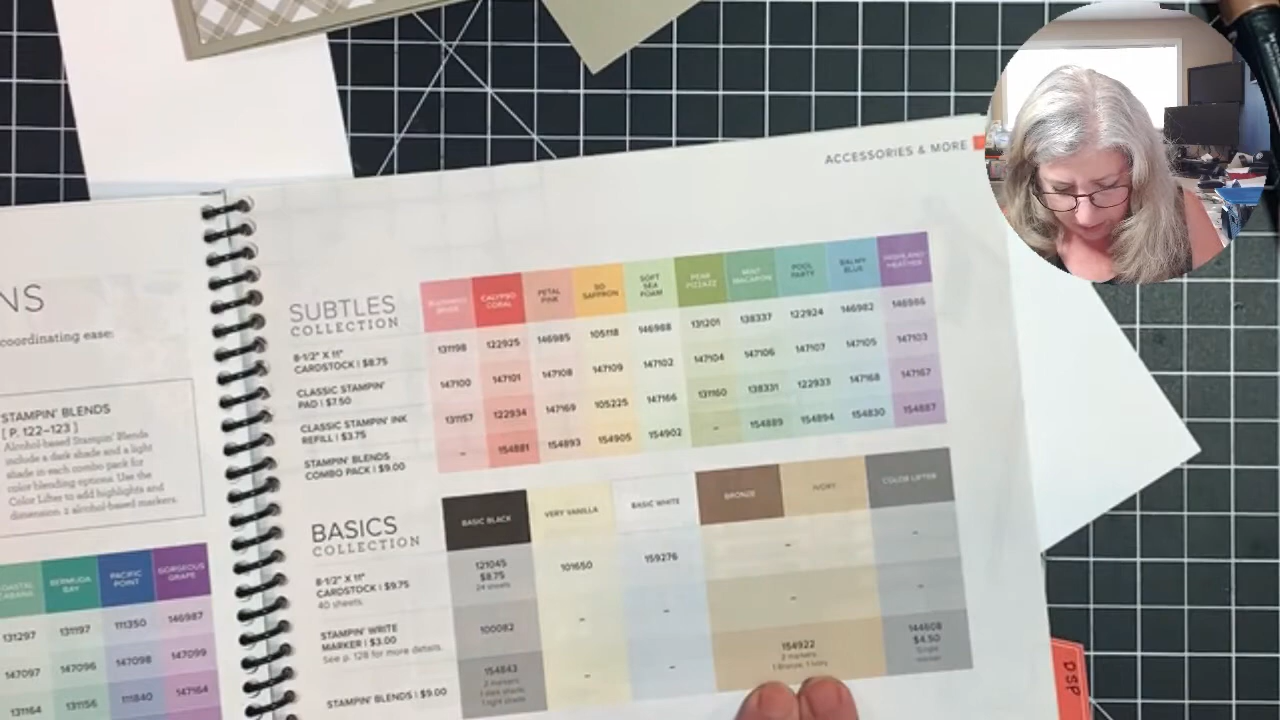 ACCESSORIES & MORE
NS
coordinating ease:
STAMPIN' BLENDS
[ P. 122–123 ]
Alcohol-based Stampin' Blends
include a dark shade and a light
shade in each combo pack for
color blending options. Use the
Color Lifter to add highlights and
dimension. 2 alcohol-based markers.
BERMUDA BAY
PACIFIC POINT
GORGEOUS GRAPE
131297 131197 111350 146987
147097 147096 147098 147099
131164 131156 111840 147164
SUBTLES
COLLECTION
CALYPSO CORAL
PETAL PINK
SO SAFFRON
SOFT SEA FOAM
PEAR PIZZAZZ
MINT MACARON
POOL PARTY
BALMY BLUE
HIGHLAND HEATHER
8-1/2" X 11"
CARDSTOCK | $8.75
131198 122925 146985 105118 146988 131201 138337 122924 146982 146986
CLASSIC STAMPIN'
PAD | $7.50
147100 147101 147108 147109 147102 147104 147106 147107 147105 147103
CLASSIC STAMPIN' INK
REFILL | $3.75
131157 122934 147169 105225 147166 131160 138331 122933 147168 147167
STAMPIN' BLENDS
COMBO PACK | $9.00
– 154881 154893 154905 154902 – 154889 154894 154830 154887
BASICS
COLLECTION
BASIC BLACK
VERY VANILLA
BASIC WHITE
BRONZE
IVORY
COLOR LIFTER
8-1/2" X 11"
CARDSTOCK | $9.75
40 sheets
121045
$8.75
24 sheets
101650
159276
–
–
STAMPIN' WRITE
MARKER | $3.00
See p. 128 for more details.
100082
–
–
–
–
STAMPIN' BLENDS | $9.00
154843
2 markers
1 dark shade,
1 light shade
–
–
154922
2 markers
1 Bronze, 1 Ivory
144608
$4.50
Single
marker
DSP